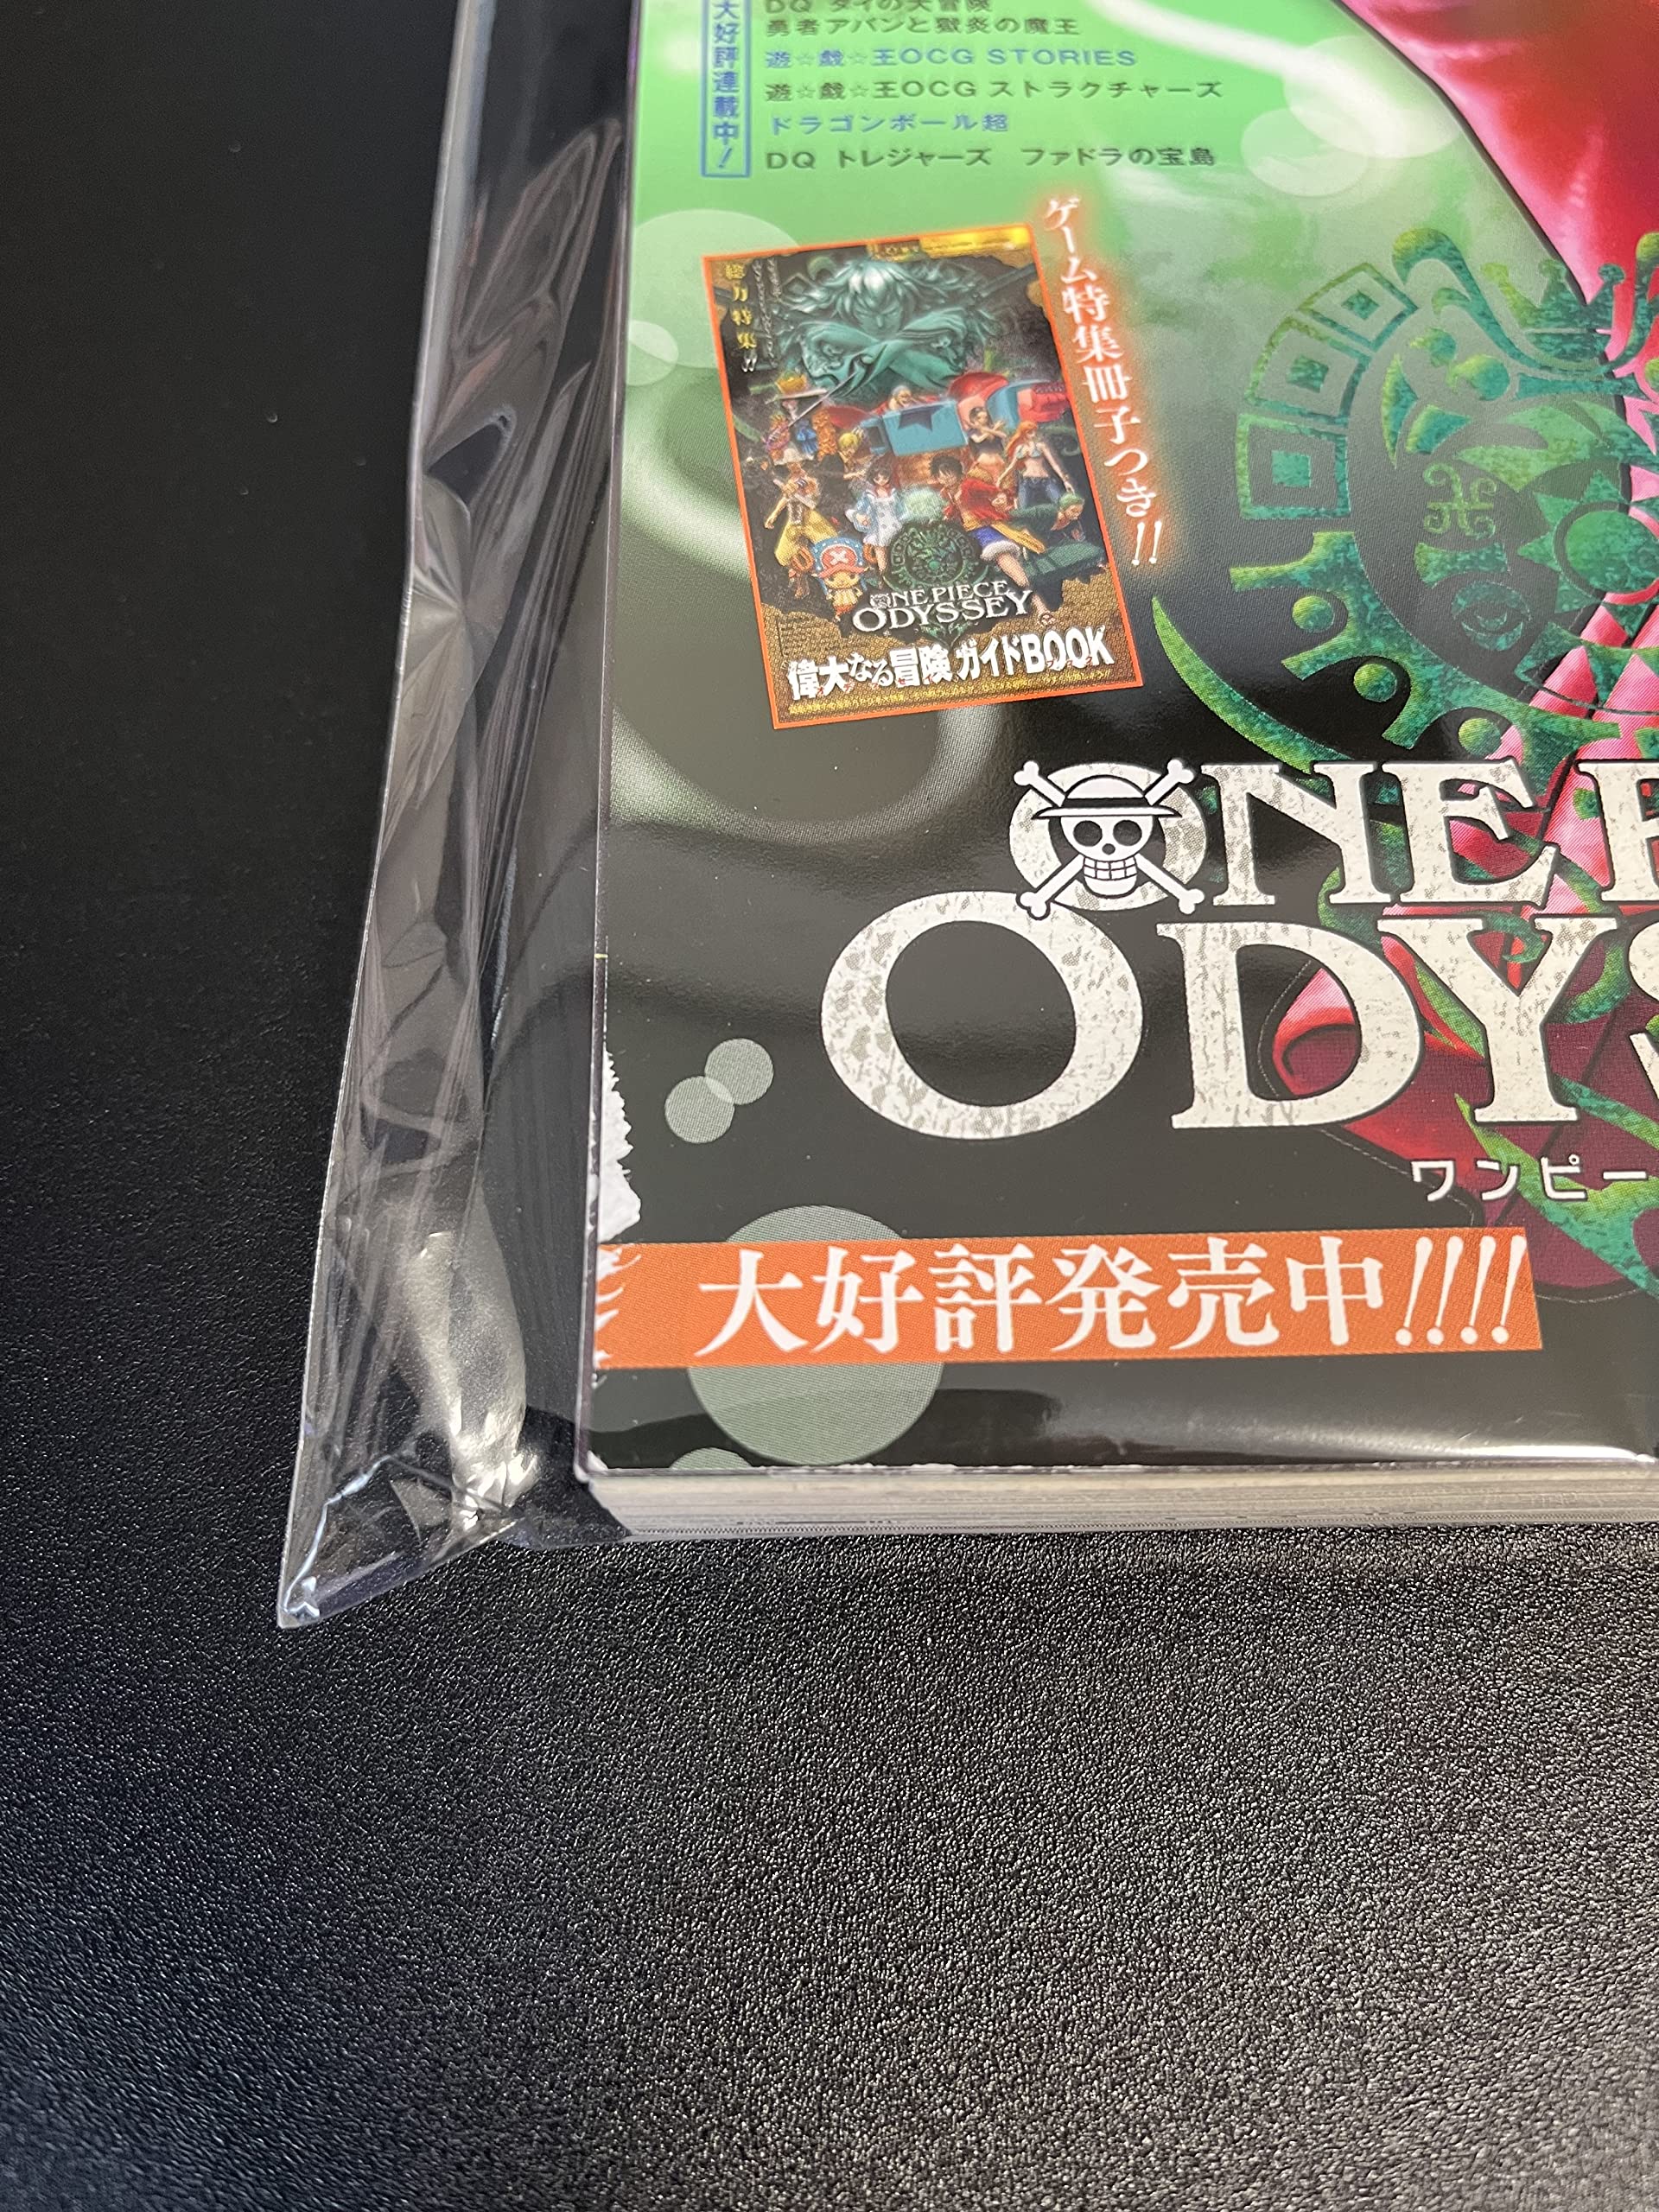 大好評連載中!
DQ ダイの大冒険
勇者アバンと獄炎の魔王
遊☆戯☆王OCG STORIES
遊☆戯☆王OCG ストラクチャーズ
ドラゴンボール超
DQ トレジャーズ ファドラの宝島
ゲーム特集冊子つき!!
総力特集!!
ONE PIECE
ODYSSEY
偉大なる冒険 ガイドBOOK
ONE P
ODYS
ワンピー
大好評発売中!!!!